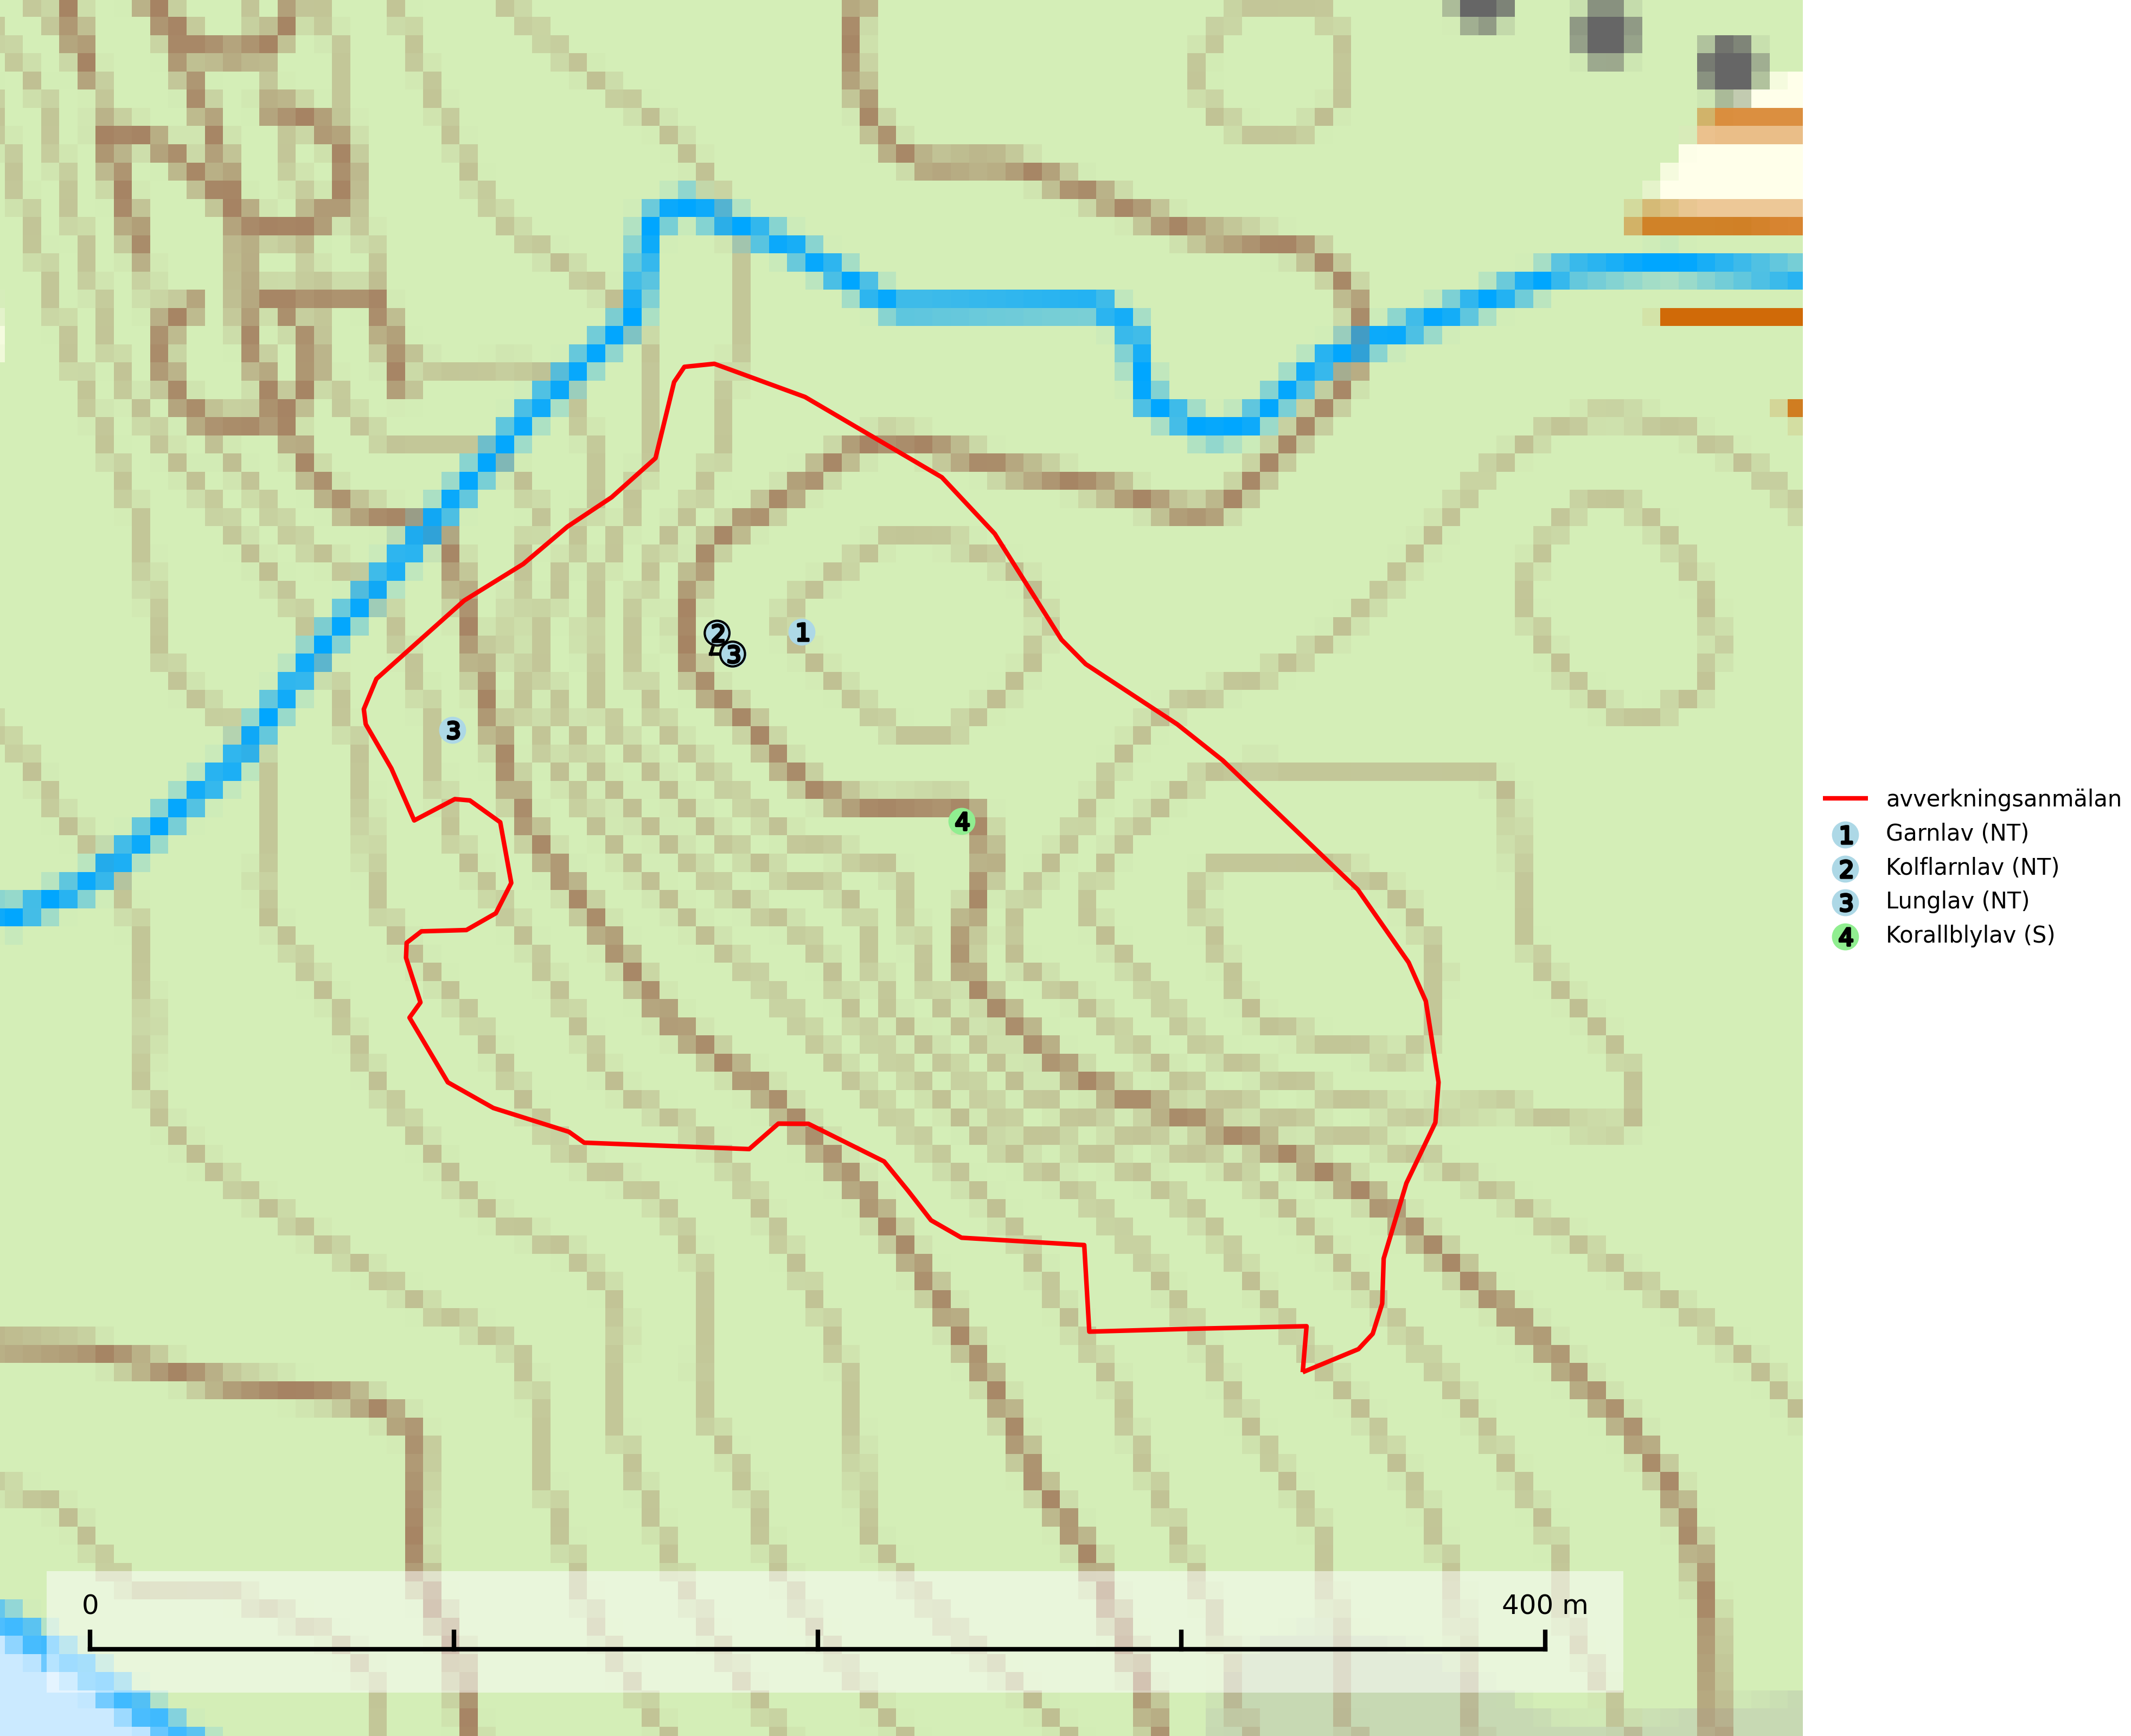 2
3
1
3
4
avverkningsanmälan
1 Garnlav (NT)
2 Kolflarnlav (NT)
3 Lunglav (NT)
4 Korallblylav (S)
0 400 m